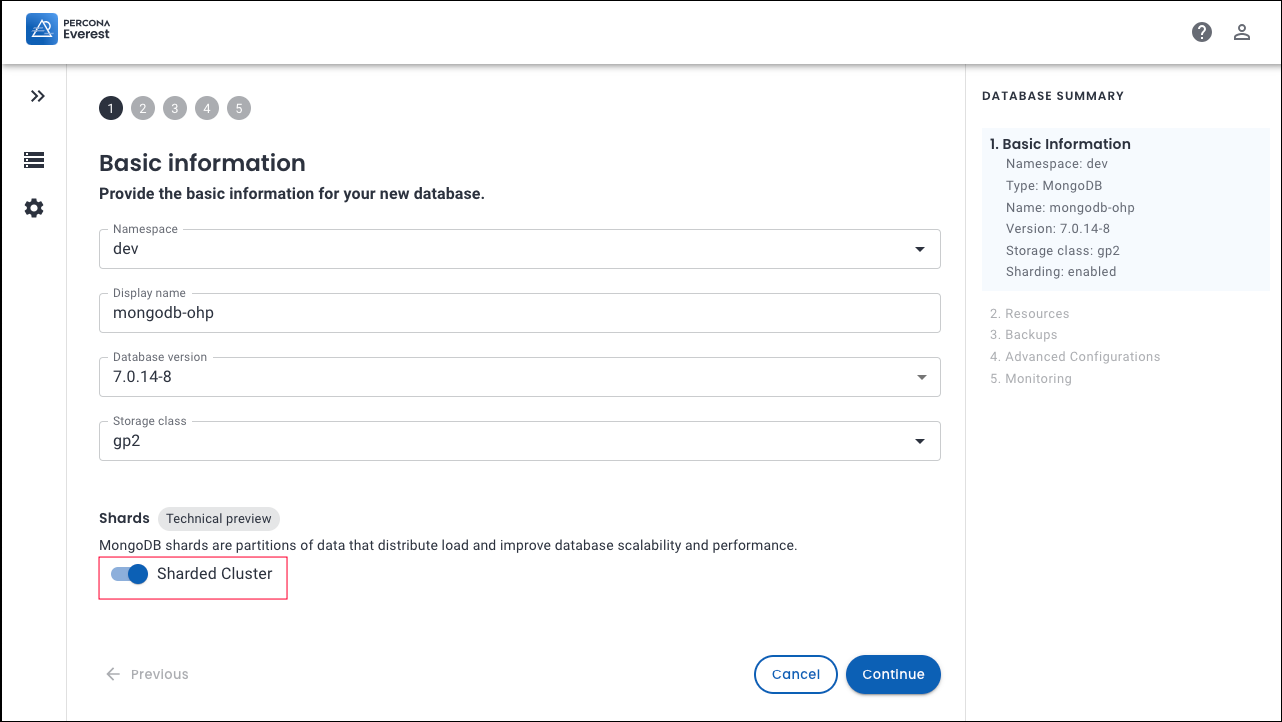 PERCONA
Everest
1 2 3 4 5
Basic information
Provide the basic information for your new database.
Namespace
dev
Display name
mongodb-ohp
Database version
7.0.14-8
Storage class
gp2
Shards Technical preview
MongoDB shards are partitions of data that distribute load and improve database scalability and performance.
Sharded Cluster
Previous Cancel Continue
DATABASE SUMMARY
1. Basic Information
Namespace: dev
Type: MongoDB
Name: mongodb-ohp
Version: 7.0.14-8
Storage class: gp2
Sharding: enabled
2. Resources
3. Backups
4. Advanced Configurations
5. Monitoring